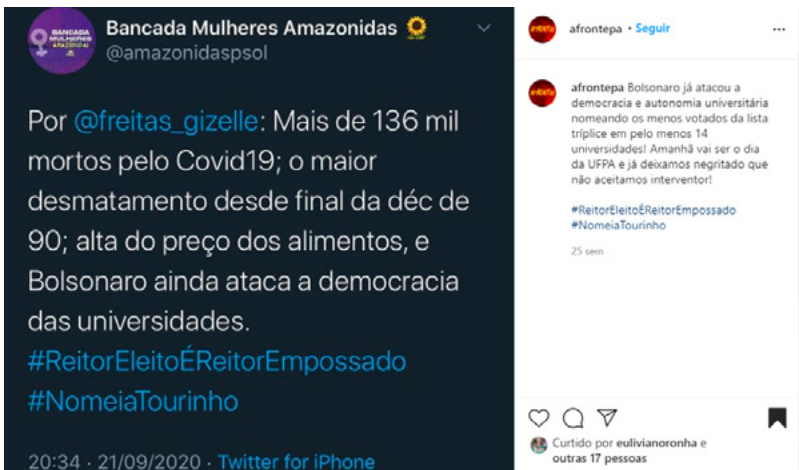 BANCADA
MULHERES
AMAZONIDAS
Bancada Mulheres Amazonidas 🌻
@amazonidaspsol
Por @freitas_gizelle: Mais de 136 mil
mortos pelo Covid19; o maior
desmatamento desde final da déc de
90; alta do preço dos alimentos, e
Bolsonaro ainda ataca a democracia
das universidades.
#ReitorEleitoÉReitorEmpossado
#NomeiaTourinho
20:34 · 21/09/2020 · Twitter for iPhone
afrontepa • Seguir
...
afrontepa Bolsonaro já atacou a
democracia e autonomia universitária
nomeando os menos votados da lista
tríplice em pelo menos 14
universidades! Amanhã vai ser o dia
da UFPA e já deixamos negritado que
não aceitamos interventor!
#ReitorEleitoÉReitorEmpossado
#NomeiaTourinho
25 sem
Curtido por eulivianoronha e
outras 17 pessoas